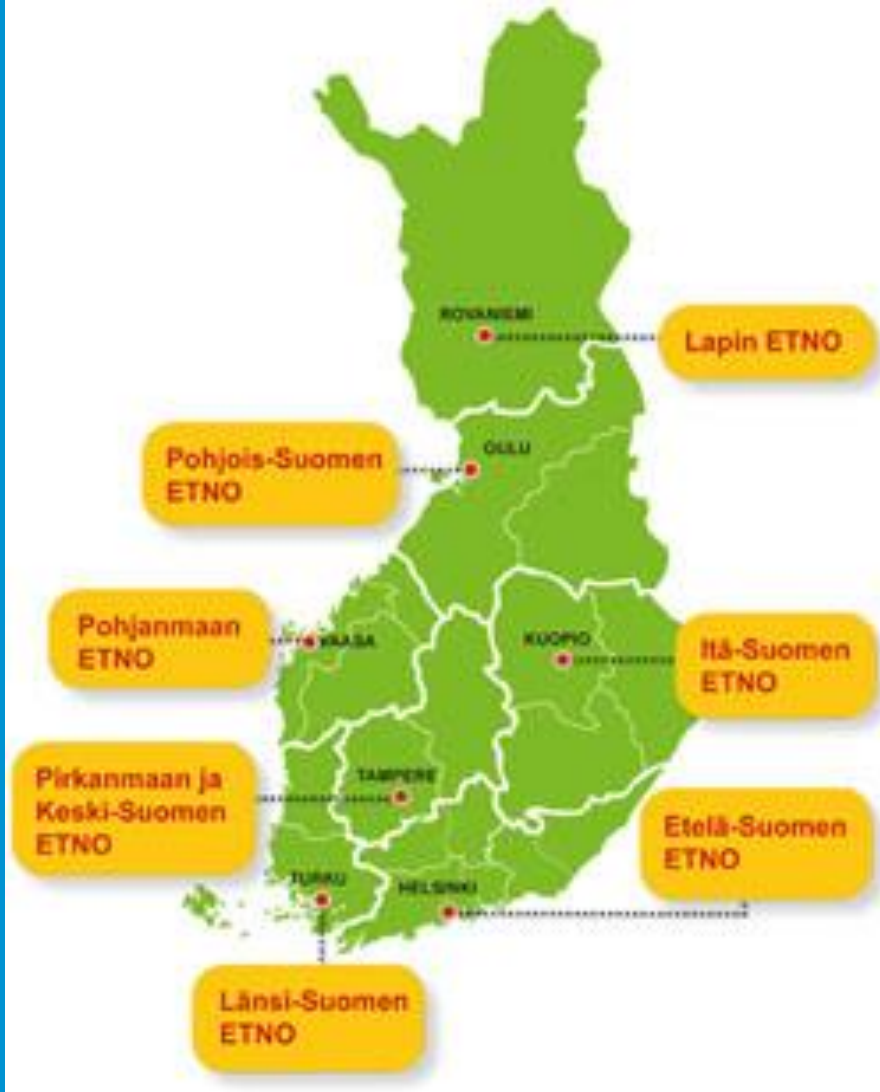 ROVANIEMI
Lapin ETNO
OULU
Pohjois-Suomen
ETNO
Pohjanmaan
ETNO
VAASA
KUOPIO
Itä-Suomen
ETNO
Pirkanmaan ja
Keski-Suomen
ETNO
TAMPERE
Etelä-Suomen
ETNO
TURKU
HELSINKI
Länsi-Suomen
ETNO